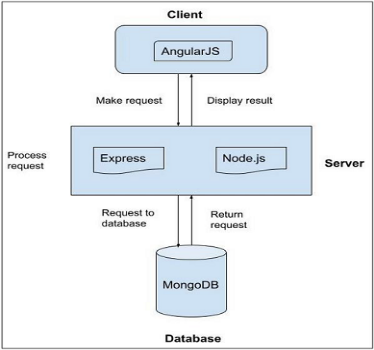 Client
AngularJS
Make request
Display result
Process
request
Express
Node.js
Server
Request to
database
Return
request
MongoDB
Database